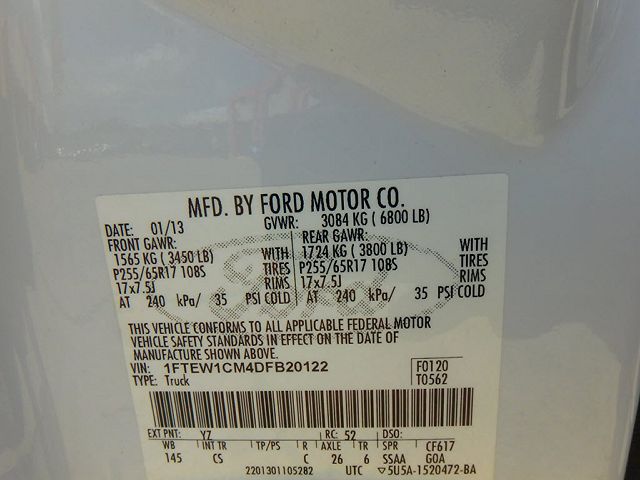 MFD. BY FORD MOTOR CO.
DATE: 01/13 GVWR: 3084 KG ( 6800 LB)
FRONT GAWR: REAR GAWR:
1565 KG ( 3450 LB) WITH 1724 KG ( 3800 LB) WITH
P255/65R17 108S TIRES P255/65R17 108S TIRES
17x7.5J RIMS 17x7.5J RIMS
AT 240 kPa/ 35 PSI COLD AT 240 kPa/ 35 PSI COLD
Ford
THIS VEHICLE CONFORMS TO ALL APPLICABLE FEDERAL MOTOR
VEHICLE SAFETY STANDARDS IN EFFECT ON THE DATE OF
MANUFACTURE SHOWN ABOVE.
VIN: 1FTEW1CM4DFB20122 F0120
TYPE: Truck T0562
EXT PNT: Y7 RC: 52 DSO:
WB INT TR TP/PS R AXLE TR SPR CF617
145 CS C 26 6 SSAA GOA
2201301105282 UTC ▽5U5A-1520472-BA